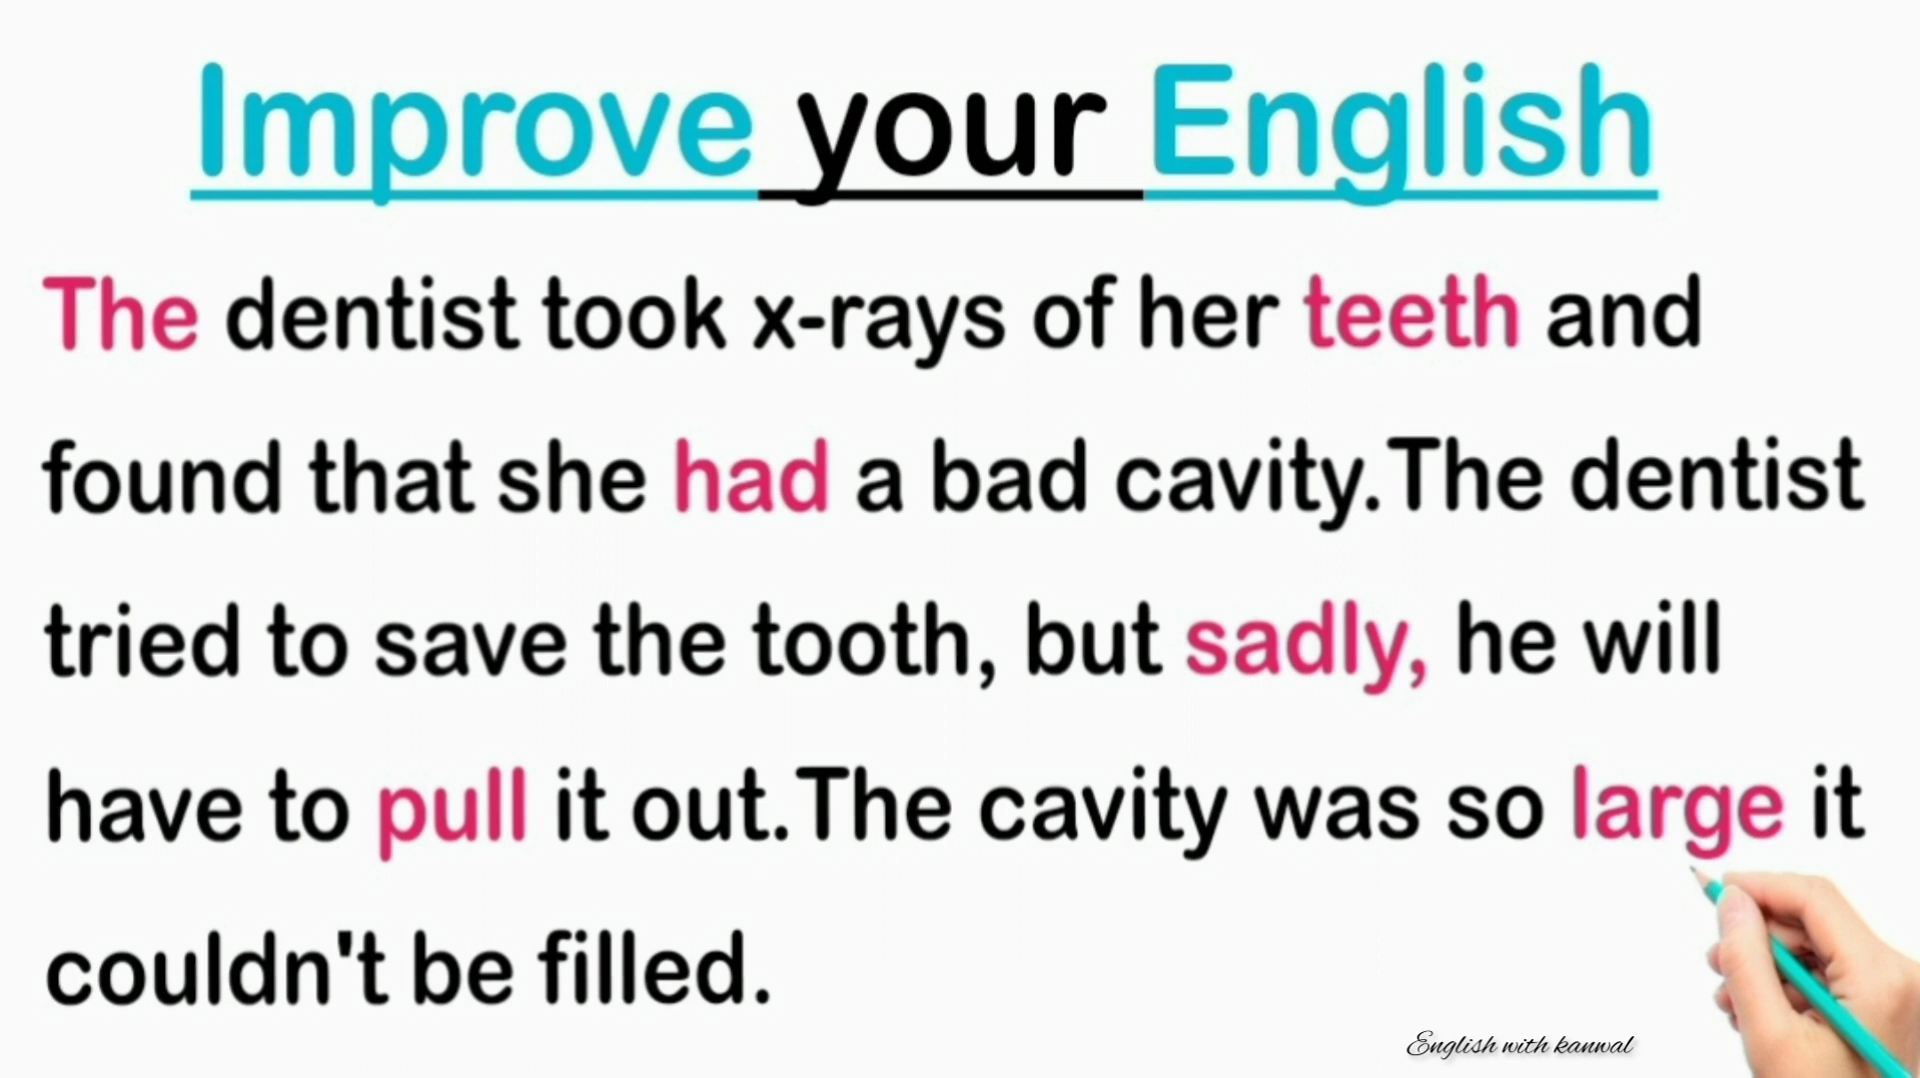 Improve your English
The dentist took x-rays of her teeth and
found that she had a bad cavity.The dentist
tried to save the tooth, but sadly, he will
have to pull it out.The cavity was so large it
couldn't be filled.
English with kanwal